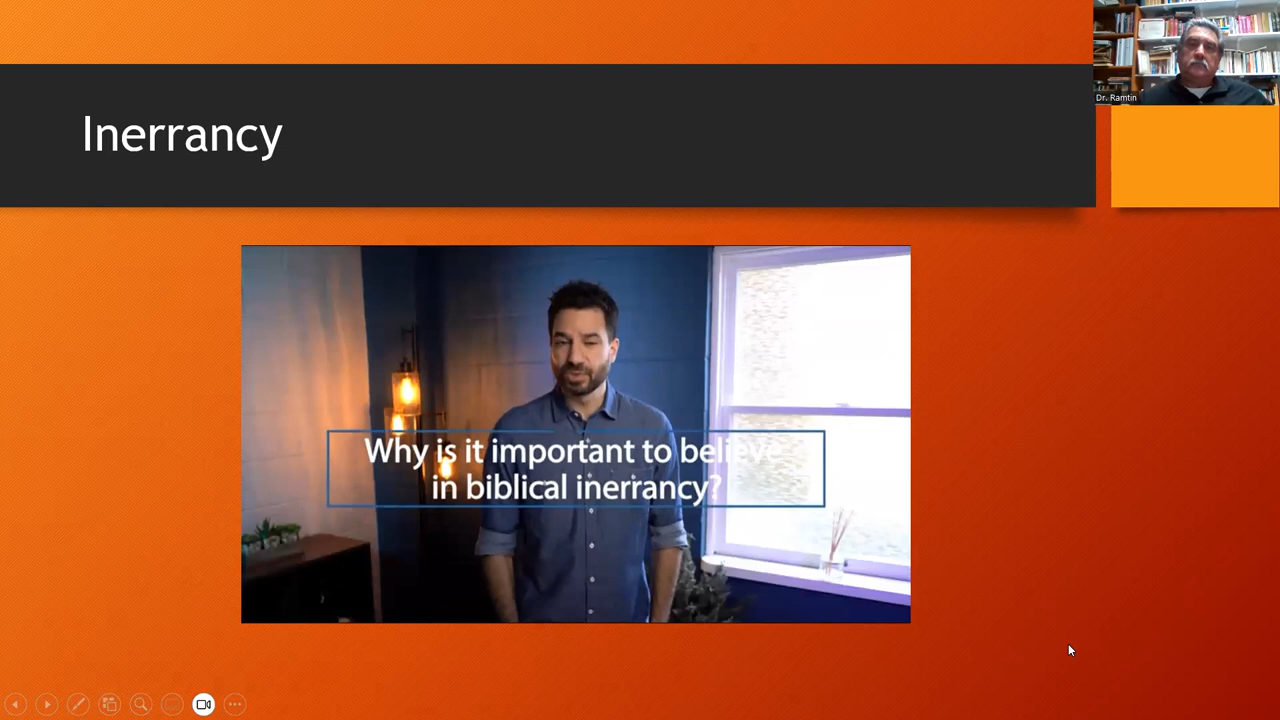 Inerrancy
Dr. Ramtin
Why is it important to believe
in biblical inerrancy?